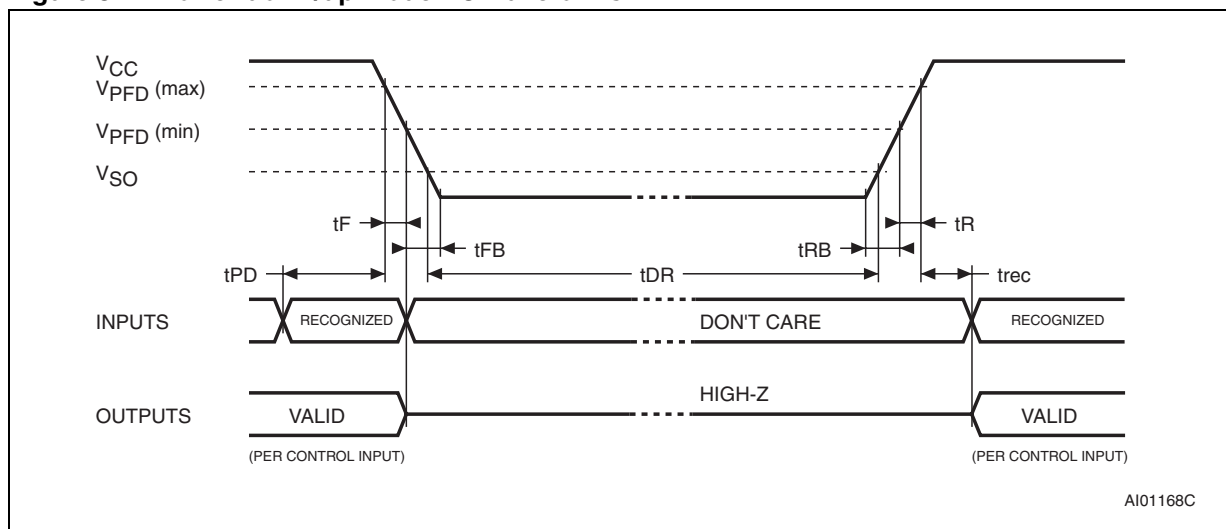 VCC
VPFD (max)
VPFD (min)
VSO
tF
tFB
tR
tRB
tPD
tDR
trec
INPUTS
RECOGNIZED
DON'T CARE
RECOGNIZED
HIGH-Z
OUTPUTS
VALID
VALID
(PER CONTROL INPUT)
(PER CONTROL INPUT)
AI01168C